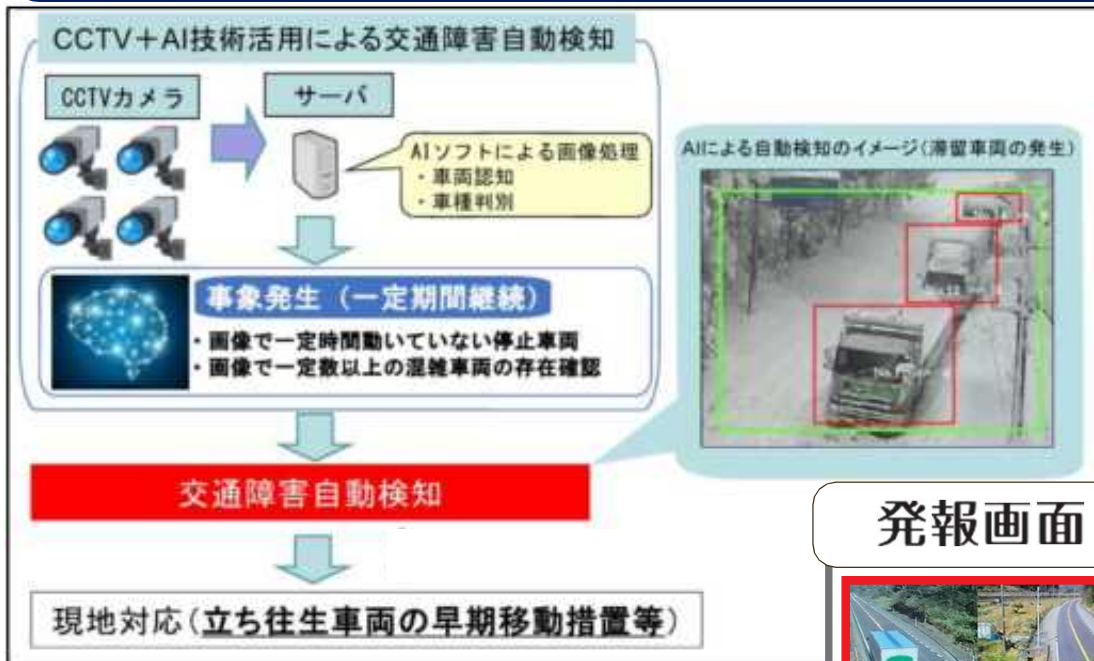 CCTV+AI技術活用による交通障害自動検知
CCTVカメラ
サーバ
AIソフトによる画像処理
・車両認知
・車種判別
事象発生（一定期間継続）
・画像で一定時間動いていない停止車両
・画像で一定数以上の混雑車両の存在確認
AIによる自動検知のイメージ（滞留車両の発生）
交通障害自動検知
発報画面
現地対応（立ち往生車両の早期移動措置等）